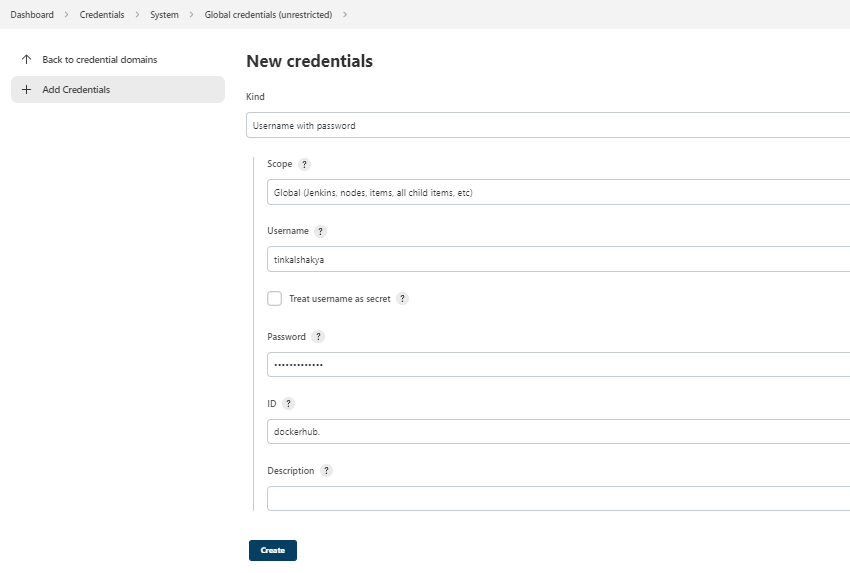 Dashboard > Credentials > System > Global credentials (unrestricted) >
Back to credential domains
Add Credentials
New credentials
Kind
Username with password
Scope ?
Global (Jenkins, nodes, items, all child items, etc)
Username ?
tinkalshakya
Treat username as secret ?
Password ?
•••••••••••••
ID ?
dockerhub.
Description ?
Create